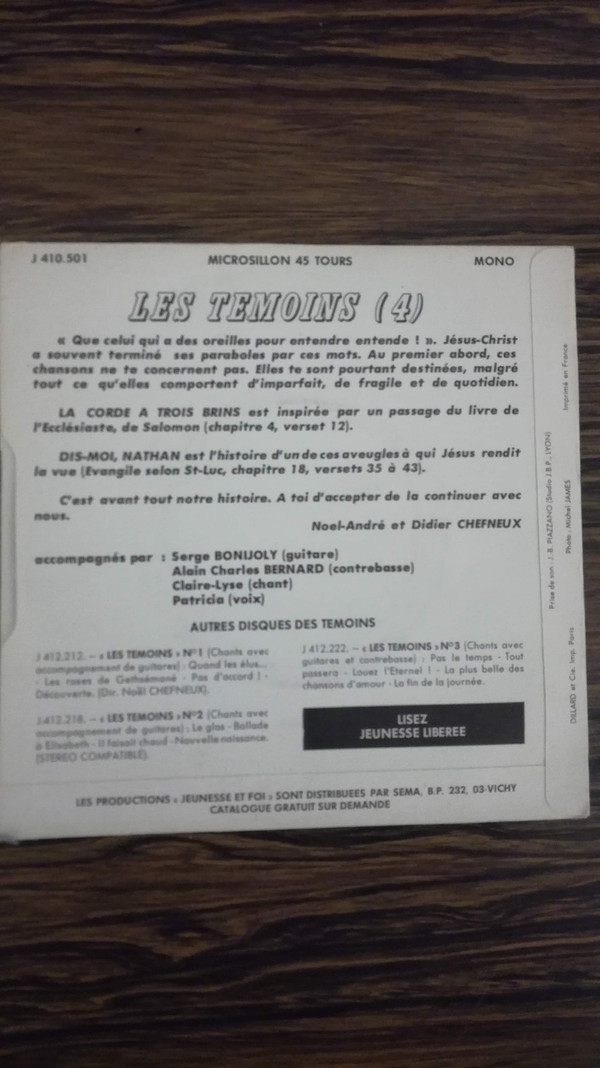 J 410.501 MICROSILLON 45 TOURS MONO
LES TEMOINS (4)
« Que celui qui a des oreilles pour entendre entende ! ». Jésus-Christ
a souvent terminé ses paraboles par ces mots. Au premier abord, ces
chansons ne te concernent pas. Elles te sont pourtant destinées, malgré
tout ce qu'elles comportent d'imparfait, de fragile et de quotidien.
LA CORDE A TROIS BRINS est inspirée par un passage du livre de
l'Ecclésiaste, de Salomon (chapitre 4, verset 12).
DIS-MOI, NATHAN est l'histoire d'un de ces aveugles à qui Jésus rendit
la vue (Evangile selon St-Luc, chapitre 18, versets 35 à 43).
C'est avant tout notre histoire. A toi d'accepter de la continuer avec
nous.
Noel-André et Didier CHEFNEUX
accompagnés par : Serge BONIJOLY (guitare)
Alain Charles BERNARD (contrebasse)
Claire-Lyse (chant)
Patricia (voix)
AUTRES DISQUES DES TEMOINS
J 412.212. — « LES TEMOINS » N°1 (Chants avec
accompagnement de guitares) : Quand les élus...
- Les roses de Gethsémané - Pas d'accord ! -
Découverte. (Dir. Noël CHEFNEUX).
J 412.218. — « LES TEMOINS » N°2 (Chants avec
accompagnement de guitares) : Le glas - Ballade
à Elisabeth - Il faisait chaud - Nouvelle naissance.
(STEREO COMPATIBLE).
J 412.222. — « LES TEMOINS » N°3 (Chants avec
guitares et contrebasse) : Pas le temps - Tout
passera - Louez l'Eternel ! - La plus belle des
chansons d'amour - La fin de la journée.
LISEZ
JEUNESSE LIBEREE
LES PRODUCTIONS « JEUNESSE ET FOI » SONT DISTRIBUEES PAR SEMA, B.P. 232, 03-VICHY
CATALOGUE GRATUIT SUR DEMANDE
Prise de son : J.-B. PIAZZANO (Studio J.B.P., LYON)
Photo : Michel JAMES
DILLARD et Cie. Imp. Paris
Imprimé en France